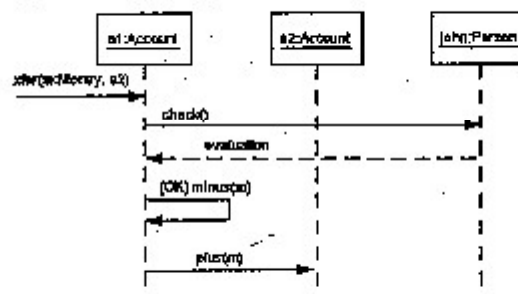 a1:Account
a2:Account
john:Person
check()
evaluation
[OK] minus(m)
plus(m)